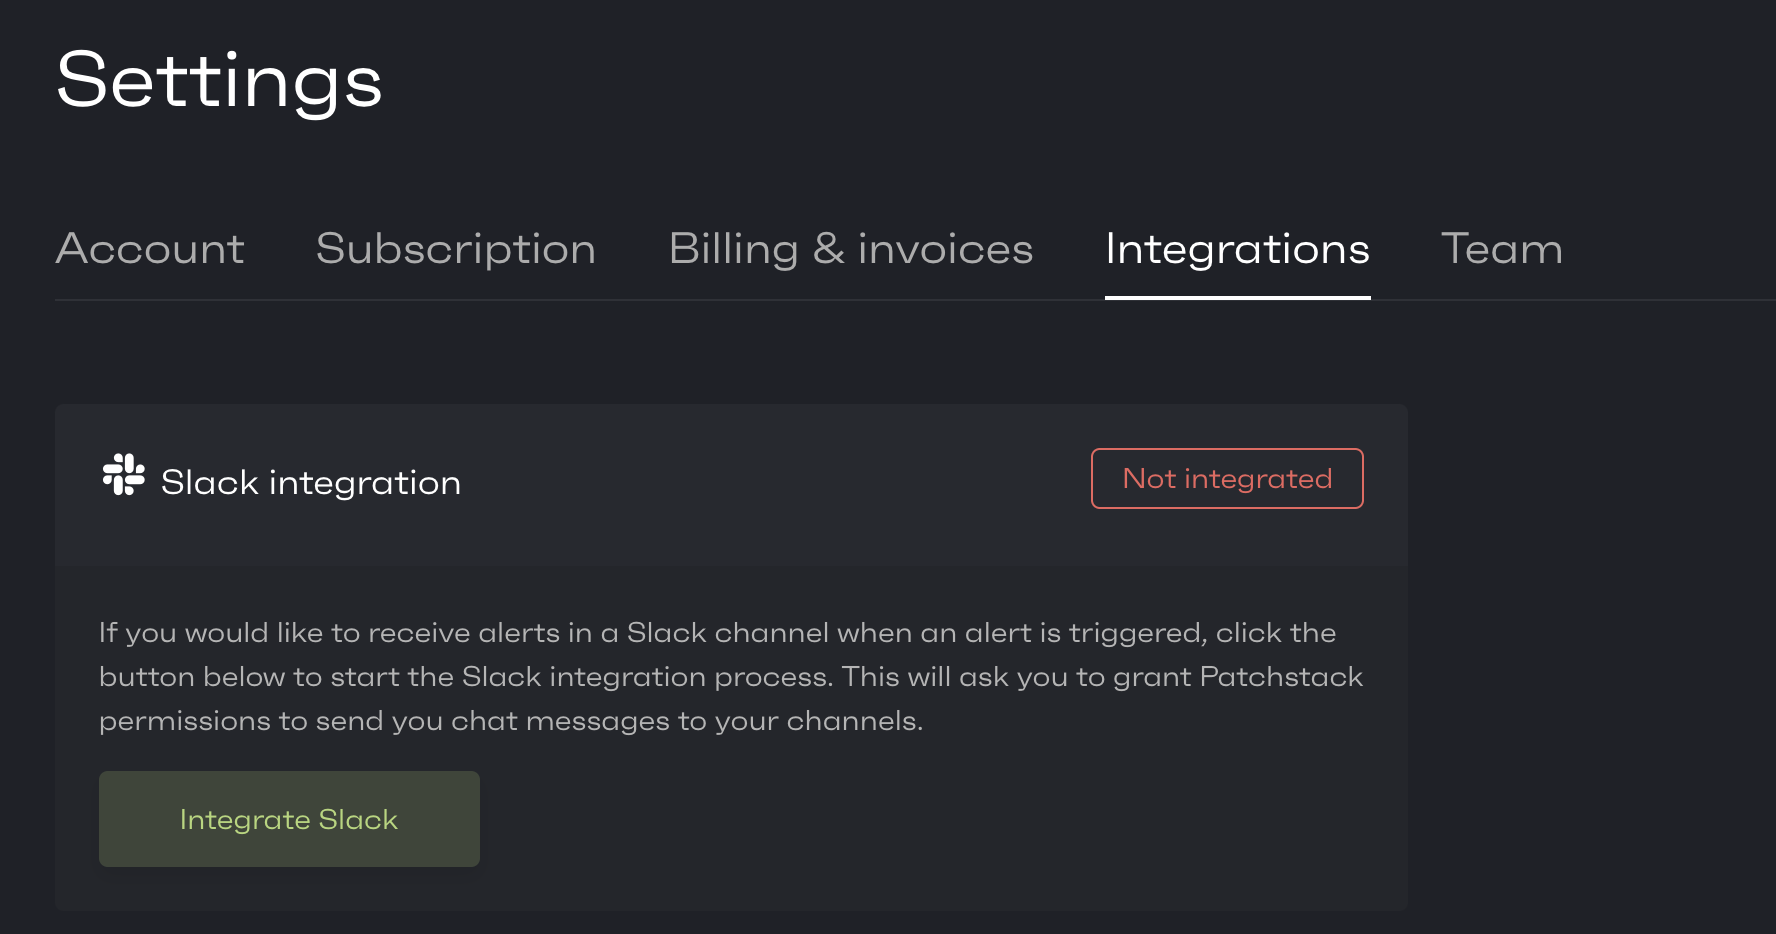 Settings
Account Subscription Billing & invoices Integrations Team
Slack integration Not integrated
If you would like to receive alerts in a Slack channel when an alert is triggered, click the
button below to start the Slack integration process. This will ask you to grant Patchstack
permissions to send you chat messages to your channels.
Integrate Slack